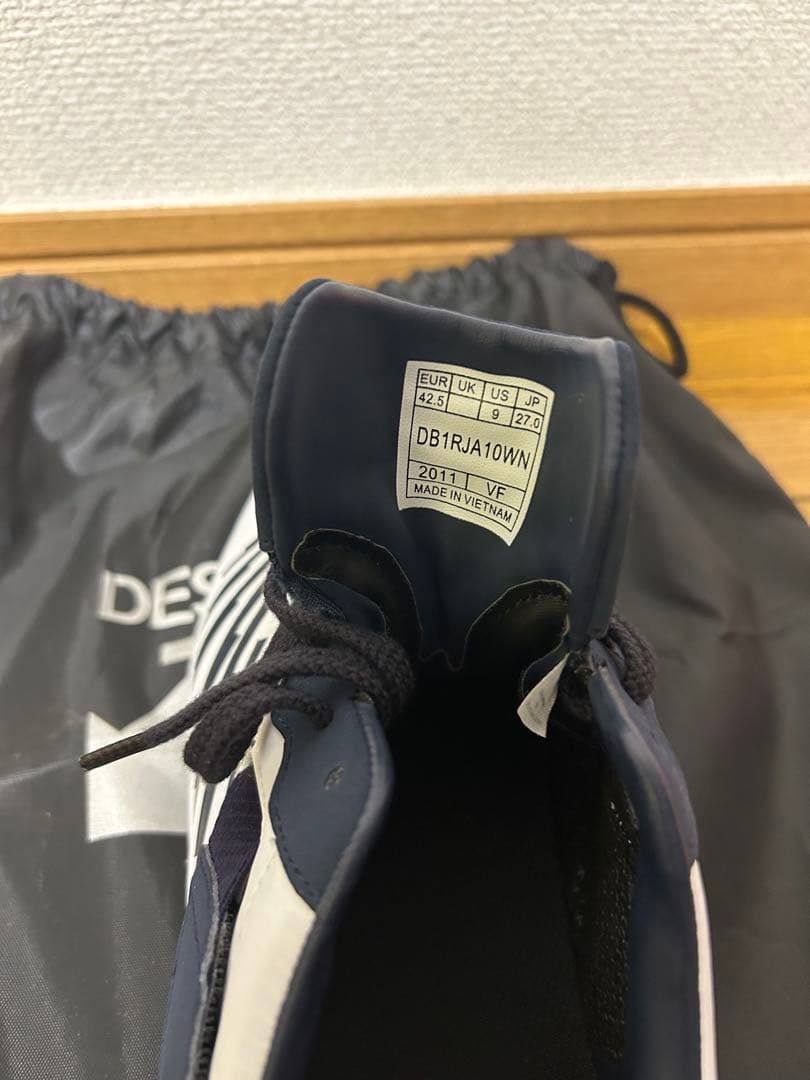 EUR UK US JP
42.5 9 27.0
DB1RJA10WN
2011 VF
MADE IN VIETNAM
DES